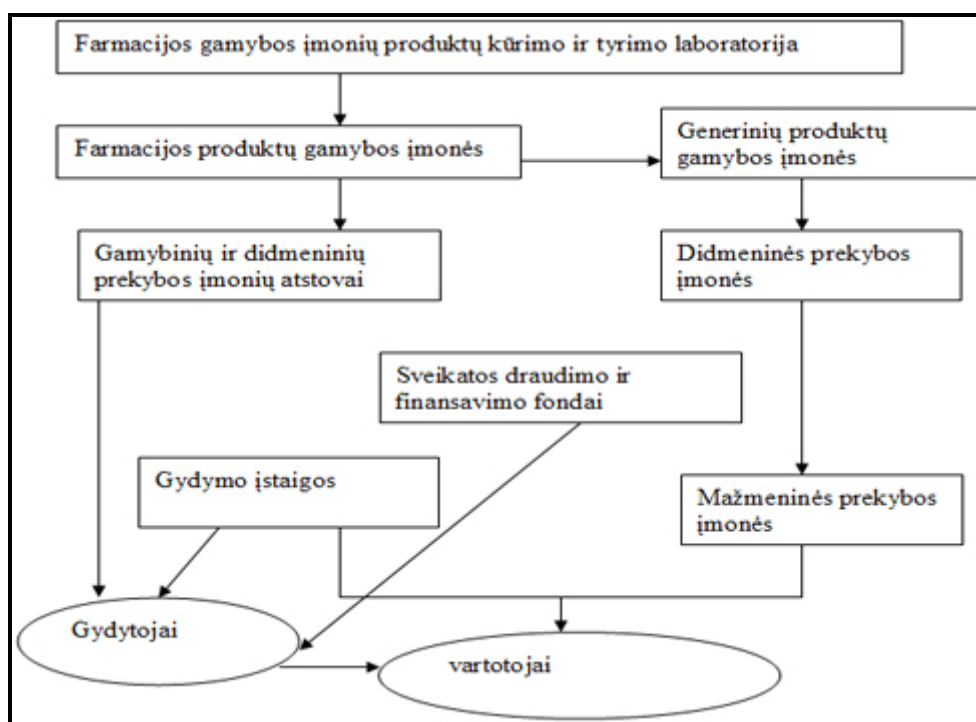 Farmacijos gamybos įmonių produktų kūrimo ir tyrimo laboratorija
Farmacijos produktų gamybos įmonės
Generinių produktų
gamybos įmonės
Gamybinių ir didmeninių
prekybos įmonių atstovai
Didmeninės prekybos
įmonės
Sveikatos draudimo ir
finansavimo fondai
Gydymo įstaigos
Mažmeninės prekybos
įmonės
Gydytojai
vartotojai